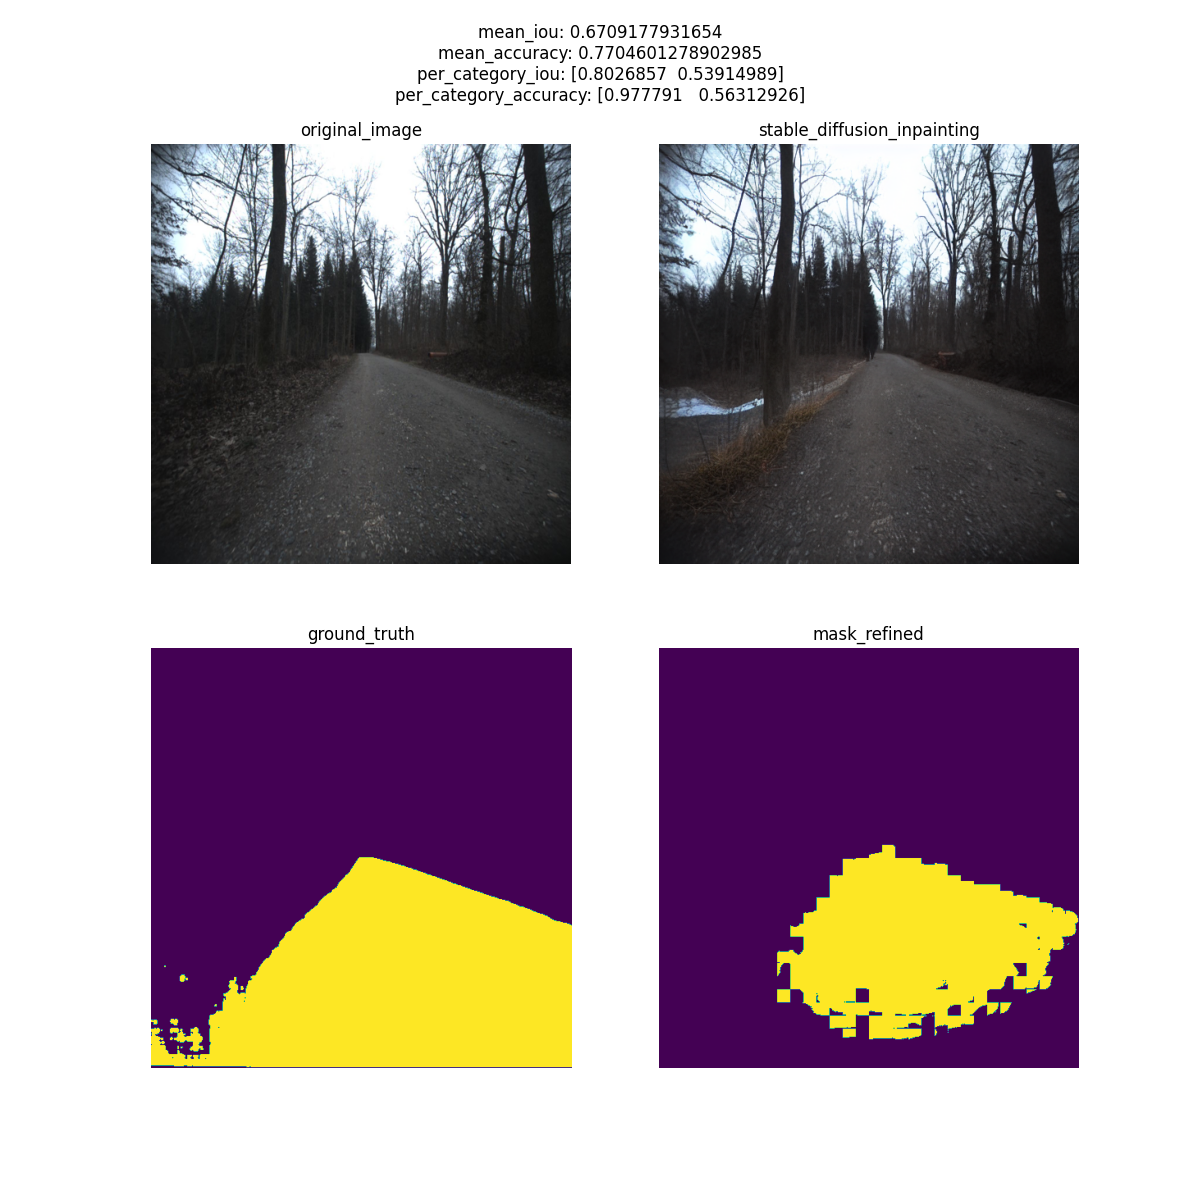 mean_iou: 0.6709177931654
mean_accuracy: 0.7704601278902985
per_category_iou: [0.8026857  0.53914989]
per_category_accuracy: [0.977791   0.56312926]
original_image
stable_diffusion_inpainting
ground_truth
mask_refined